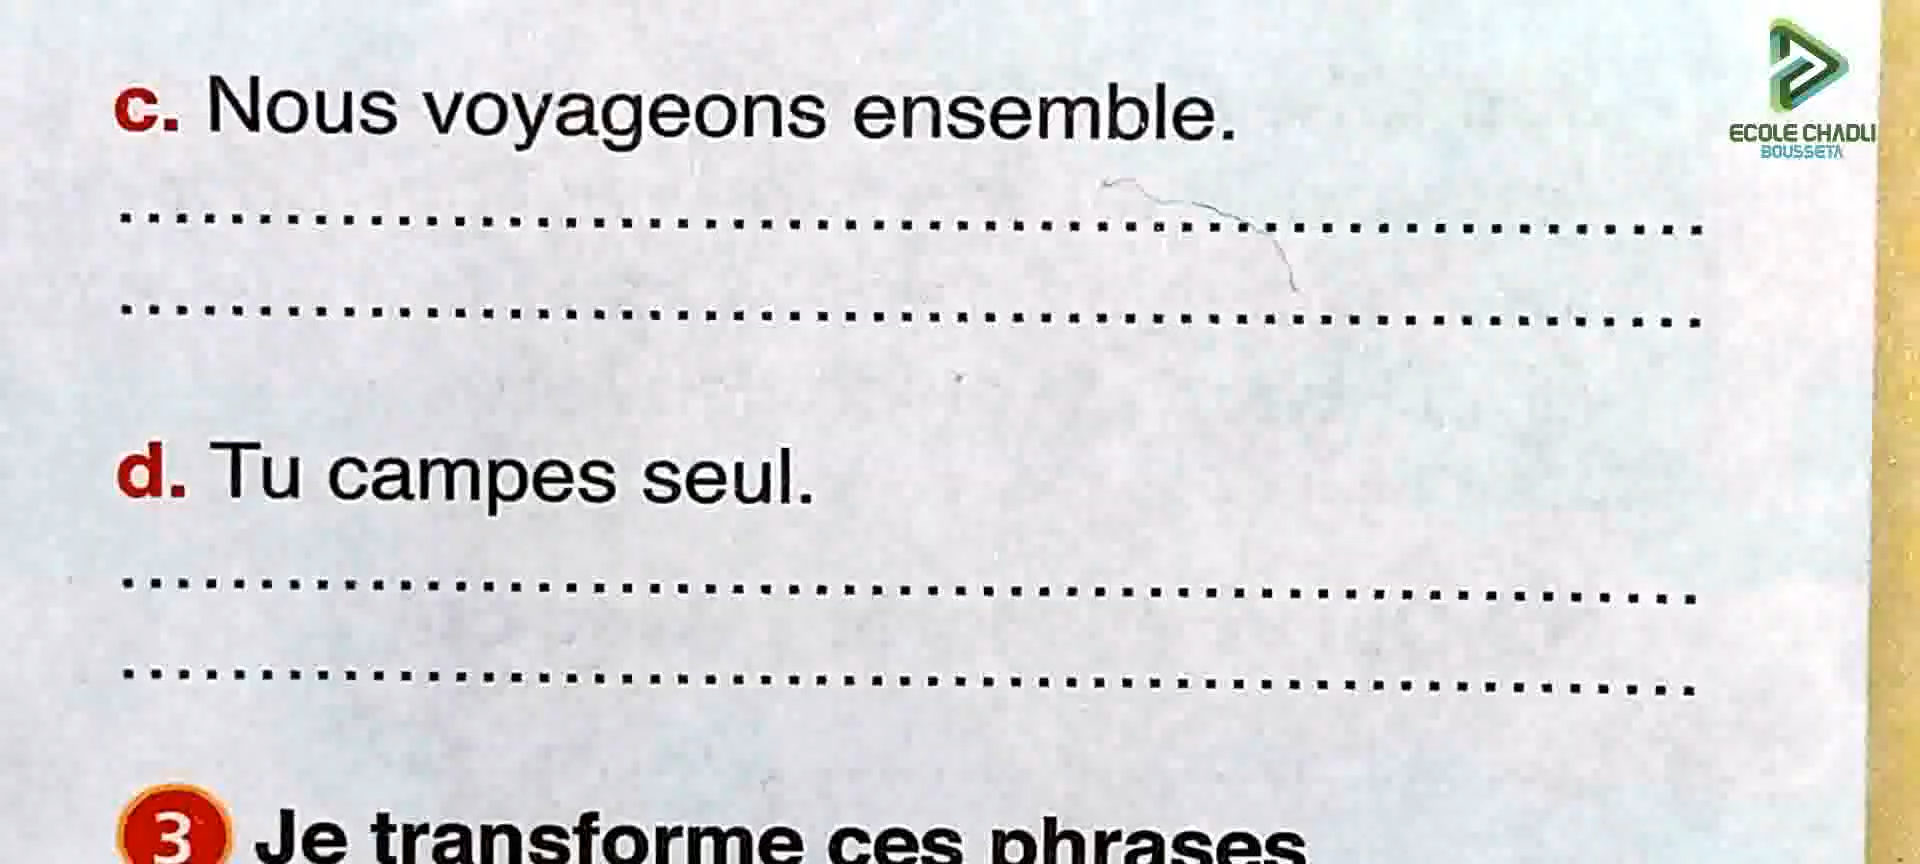 ECOLE CHADLI
BOUSSETA
c. Nous voyageons ensemble.
d. Tu campes seul.
3 Je transforme ces phrases